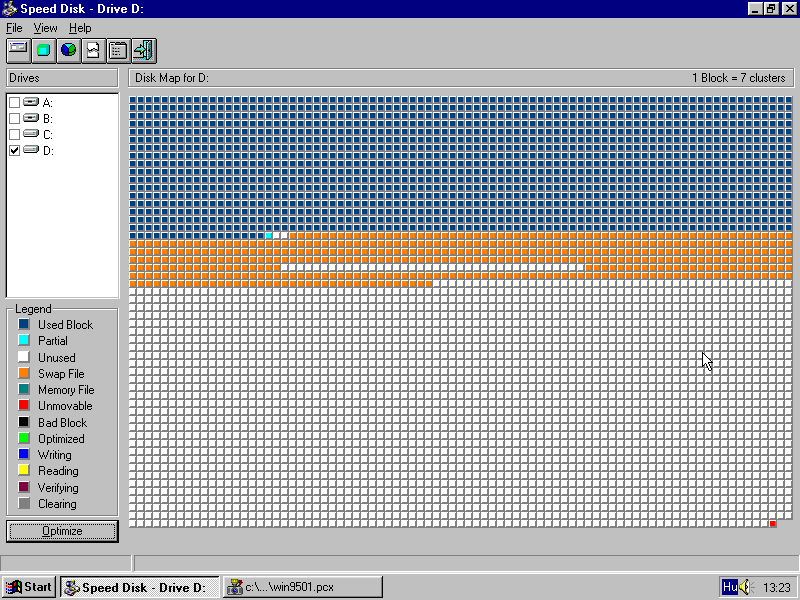 Speed Disk - Drive D:
File View Help
Drives
Disk Map for D: 1 Block = 7 clusters
A:
B:
C:
D:
Legend
Used Block
Partial
Unused
Swap File
Memory File
Unmovable
Bad Block
Optimized
Writing
Reading
Verifying
Clearing
Optimize
Start Speed Disk - Drive D: c:\...\win9501.pcx Hu 13:23